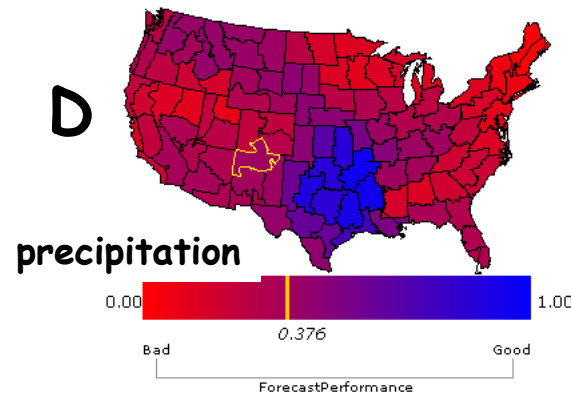 D
precipitation
0.00
1.00
0.376
Bad
Good
ForecastPerformance